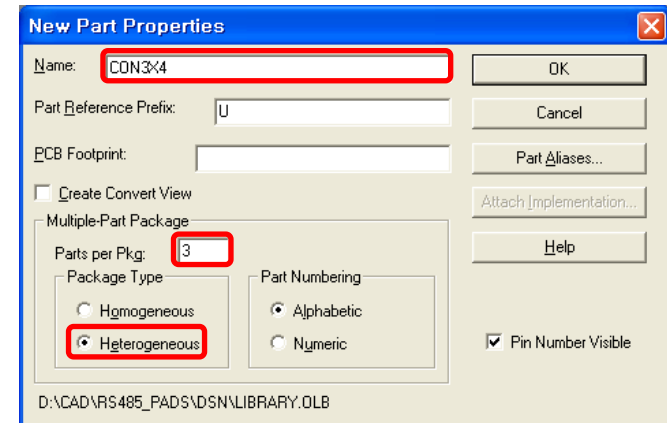 New Part Properties
Name: CON3X4
OK
Part Reference Prefix: U
Cancel
PCB Footprint:
Part Aliases...
Create Convert View
Attach Implementation...
Multiple-Part Package
Parts per Pkg: 3
Help
Package Type
Part Numbering
Homogeneous
Alphabetic
Heterogeneous
Numeric
Pin Number Visible
D:\CAD\RS485_PADS\DSN\LIBRARY.OLB